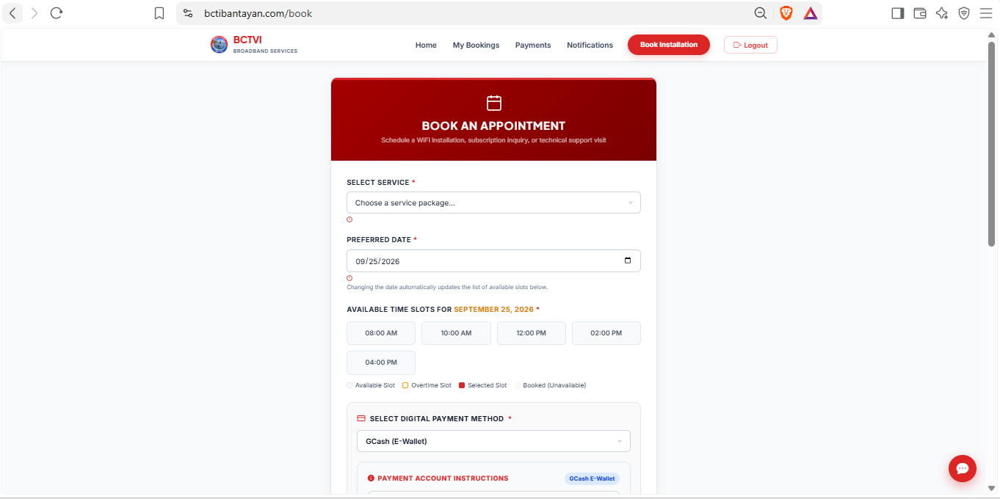 bctibantayan.com/book
BCTVI
BROADBAND SERVICES
Home
My Bookings
Payments
Notifications
Book Installation
Logout
BOOK AN APPOINTMENT
Schedule a WiFi installation, subscription inquiry, or technical support visit
SELECT SERVICE *
Choose a service package...
PREFERRED DATE *
09/25/2026
Changing the date automatically updates the list of available slots below.
AVAILABLE TIME SLOTS FOR SEPTEMBER 25, 2026 *
08:00 AM
10:00 AM
12:00 PM
02:00 PM
04:00 PM
Available Slot
Overtime Slot
Selected Slot
Booked (Unavailable)
SELECT DIGITAL PAYMENT METHOD *
GCash (E-Wallet)
PAYMENT ACCOUNT INSTRUCTIONS
GCash E-Wallet